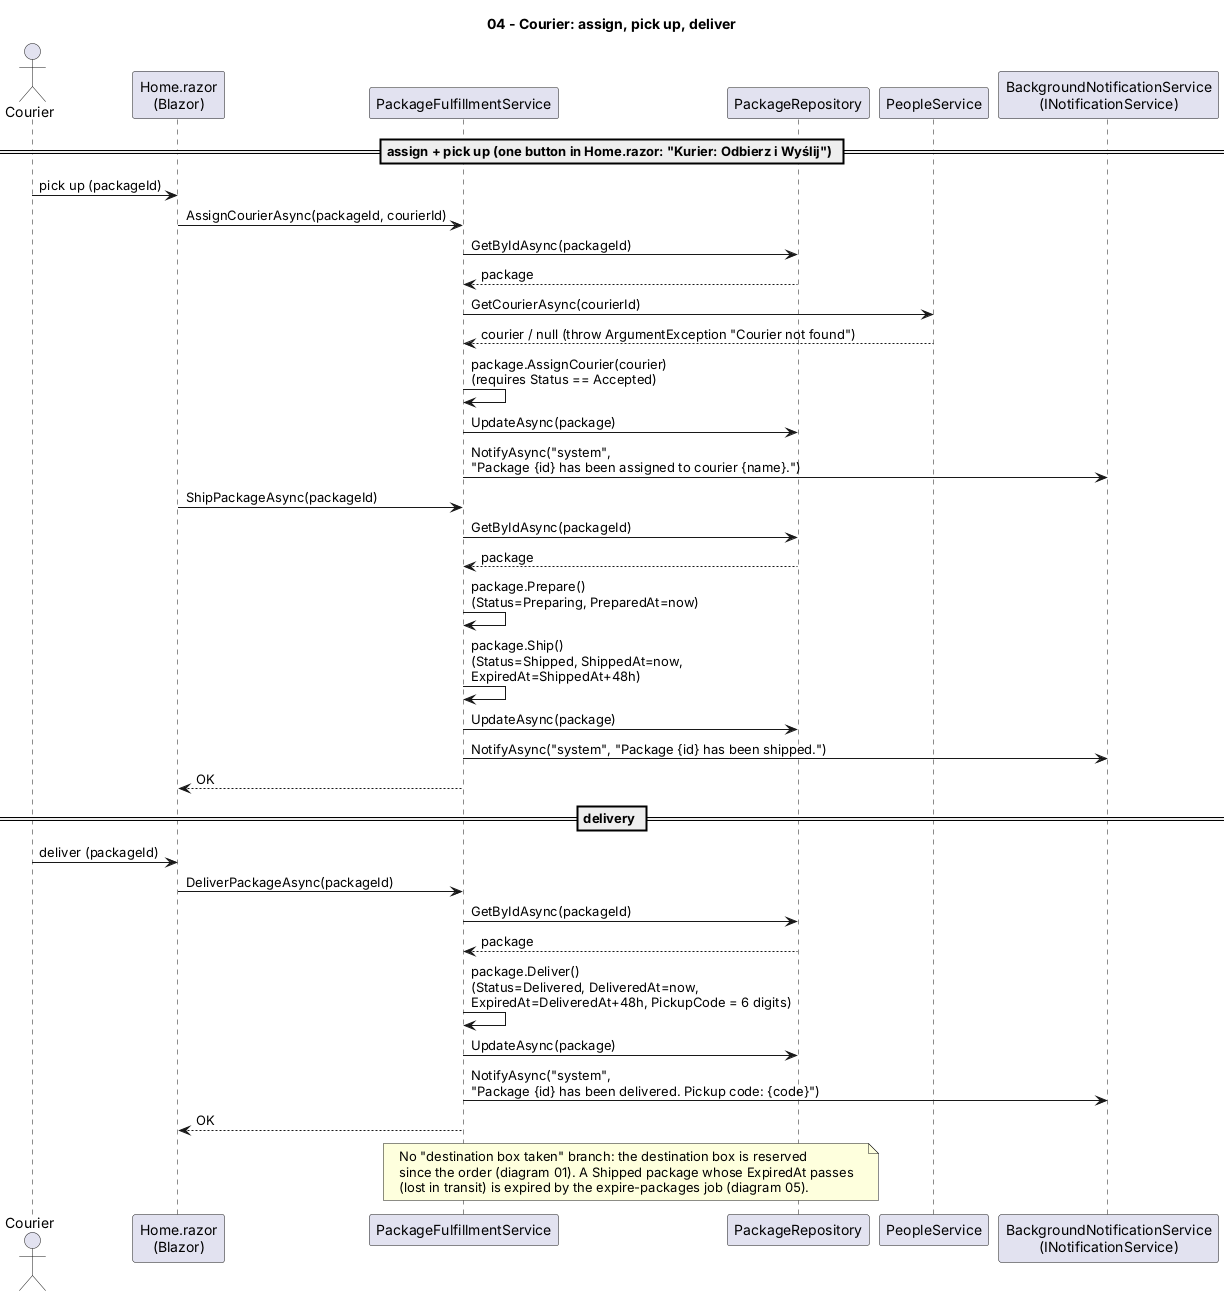 04 - Courier: assign, pick up, deliver
Courier
Home.razor
(Blazor)
PackageFulfillmentService
PackageRepository
PeopleService
BackgroundNotificationService
(INotificationService)
assign + pick up (one button in Home.razor: "Kurier: Odbierz i Wyślij")
pick up (packageId)
AssignCourierAsync(packageId, courierId)
GetByIdAsync(packageId)
package
GetCourierAsync(courierId)
courier / null (throw ArgumentException "Courier not found")
package.AssignCourier(courier)
(requires Status == Accepted)
UpdateAsync(package)
NotifyAsync("system",
"Package {id} has been assigned to courier {name}.")
ShipPackageAsync(packageId)
GetByIdAsync(packageId)
package
package.Prepare()
(Status=Preparing, PreparedAt=now)
package.Ship()
(Status=Shipped, ShippedAt=now,
ExpiredAt=ShippedAt+48h)
UpdateAsync(package)
NotifyAsync("system", "Package {id} has been shipped.")
OK
delivery
deliver (packageId)
DeliverPackageAsync(packageId)
GetByIdAsync(packageId)
package
package.Deliver()
(Status=Delivered, DeliveredAt=now,
ExpiredAt=DeliveredAt+48h, PickupCode = 6 digits)
UpdateAsync(package)
NotifyAsync("system",
"Package {id} has been delivered. Pickup code: {code}")
OK
No "destination box taken" branch: the destination box is reserved
since the order (diagram 01). A Shipped package whose ExpiredAt passes
(lost in transit) is expired by the expire-packages job (diagram 05).
Courier
Home.razor
(Blazor)
PackageFulfillmentService
PackageRepository
PeopleService
BackgroundNotificationService
(INotificationService)